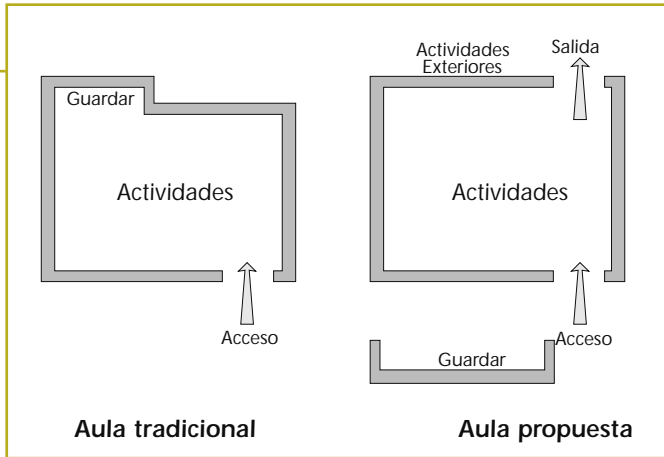 Guardar
Actividades
Acceso
Aula tradicional
Actividades
Exteriores
Salida
Actividades
Acceso
Guardar
Aula propuesta